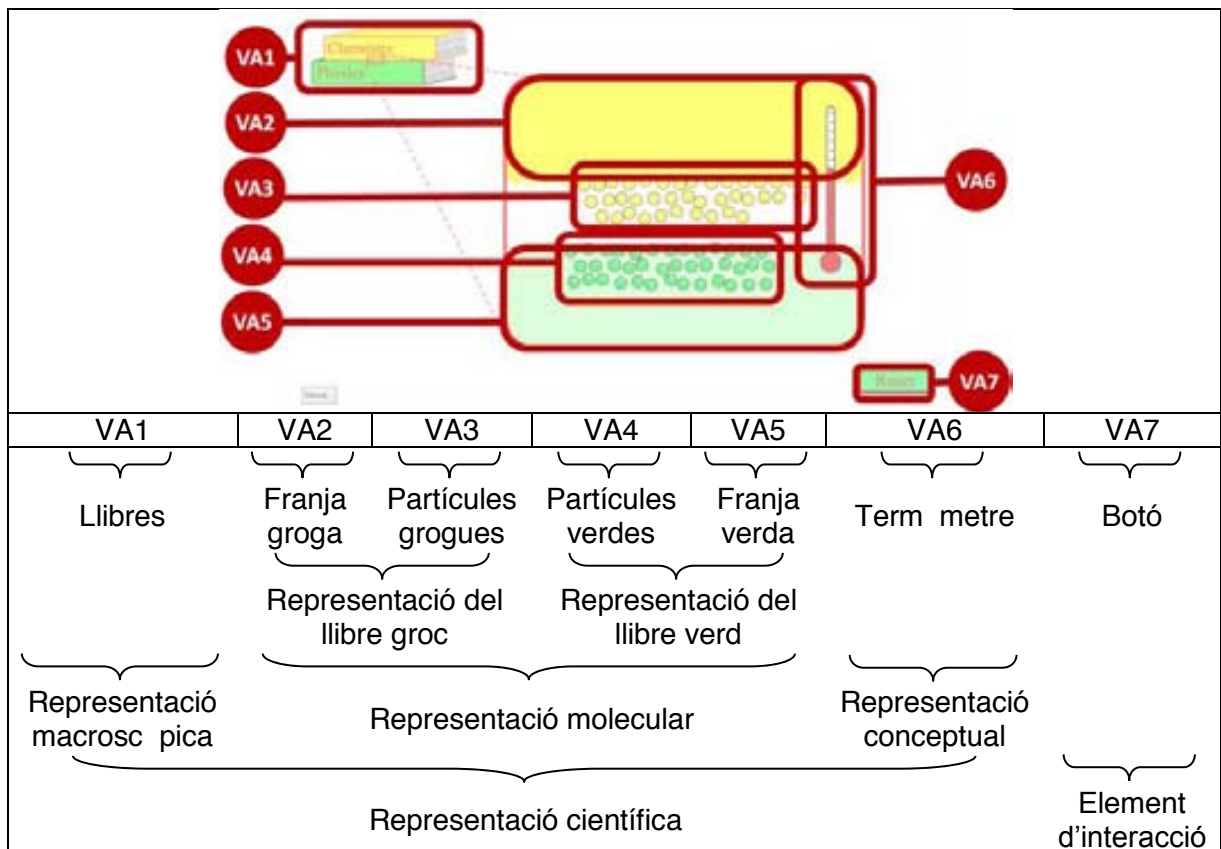 VA1
Chemistry
Physics
VA2
VA3
VA6
VA4
VA5
Reset
VA7
VA1 VA2 VA3 VA4 VA5 VA6 VA7
Llibres
Franja
groga
Partícules
grogues
Partícules
verdes
Franja
verda
Term metre
Botó
Representació del
llibre groc
Representació del
llibre verd
Representació
macrosc pica
Representació molecular
Representació
conceptual
Representació científica
Element
d’interacció